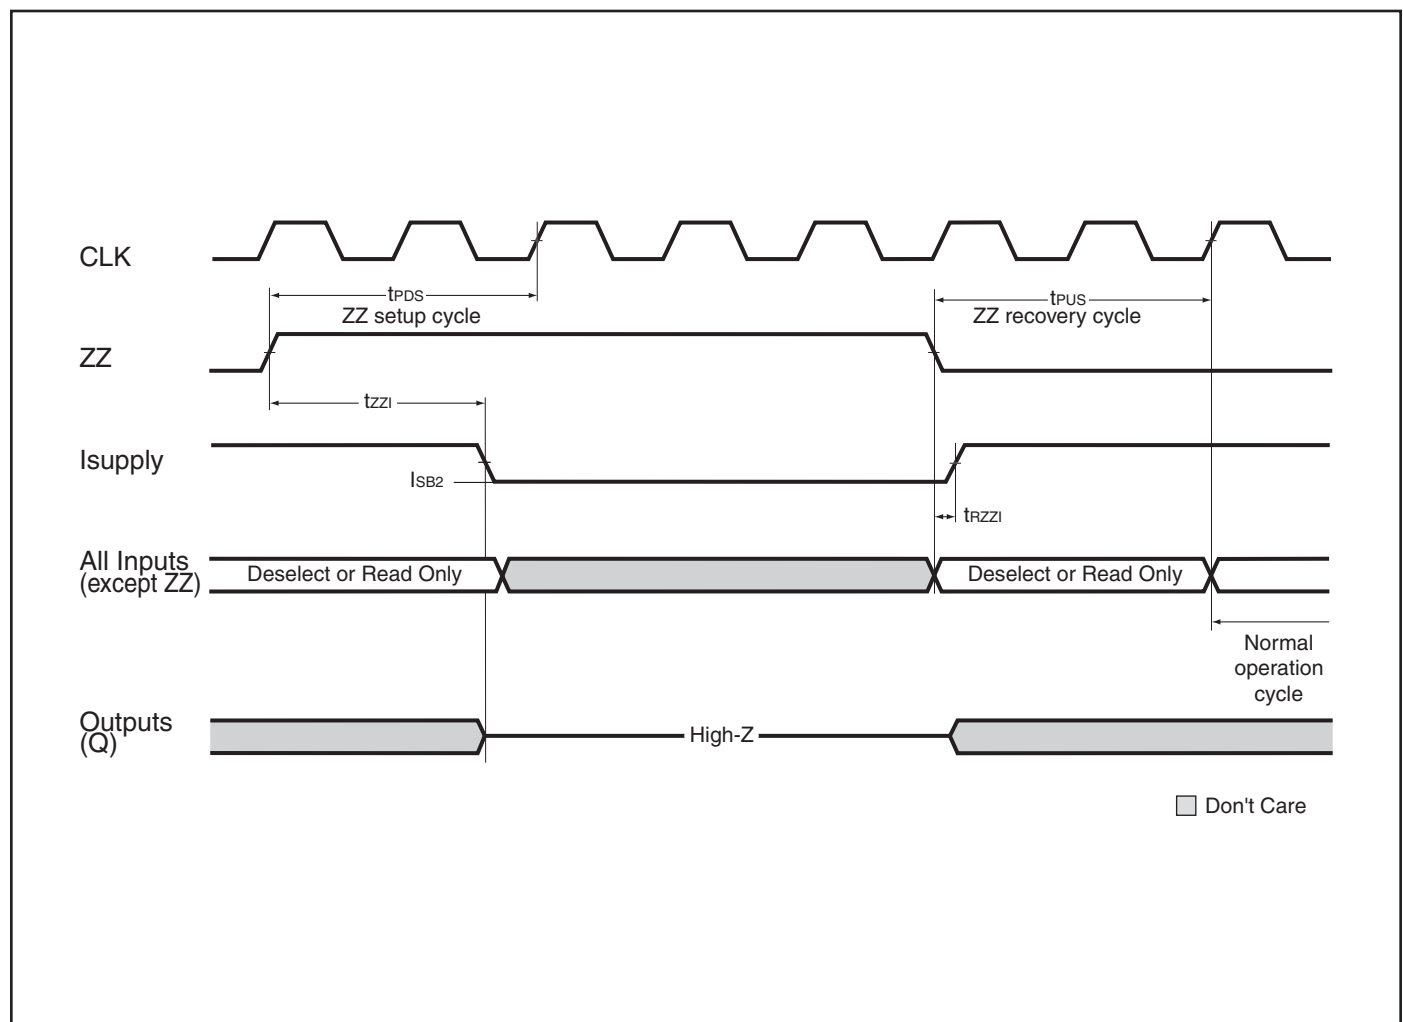 CLK
tPDS
ZZ setup cycle
tPUS
ZZ recovery cycle
ZZ
tZZI
Isupply
ISB2
tRZZI
All Inputs
(except ZZ)
Deselect or Read Only
Deselect or Read Only
Normal
operation
cycle
Outputs
(Q)
High-Z
Don't Care